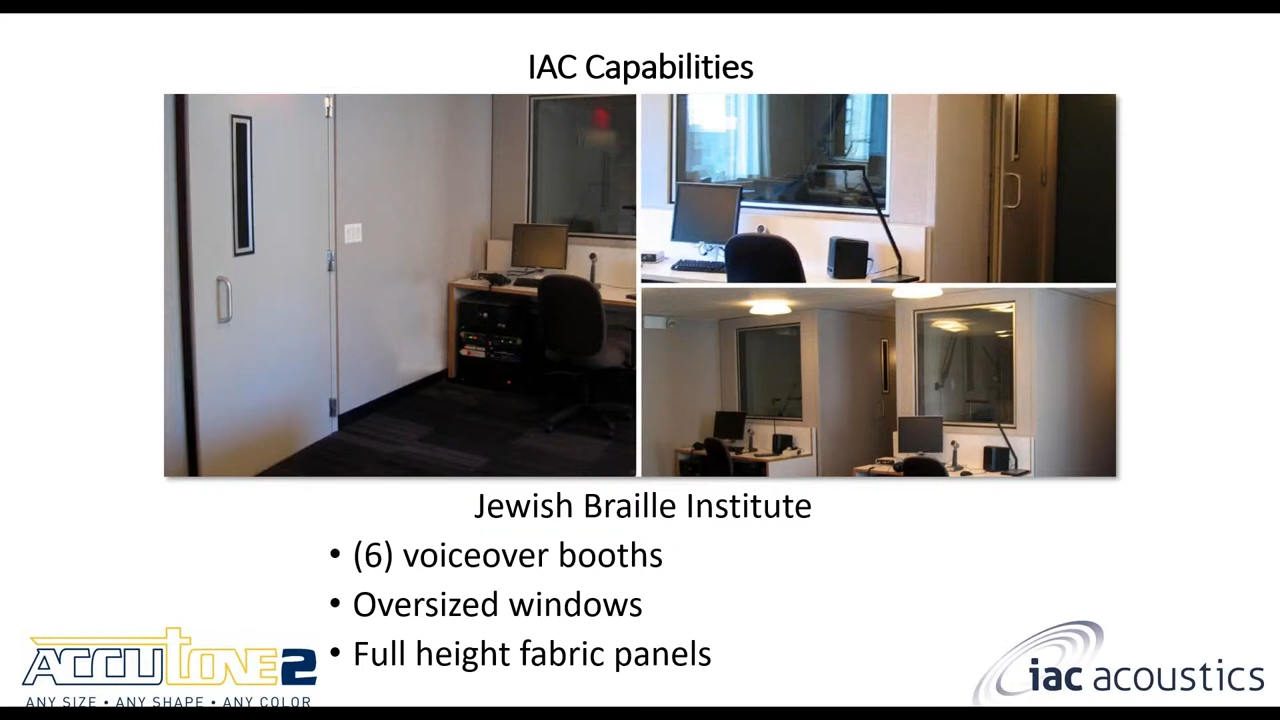 IAC Capabilities
Jewish Braille Institute
• (6) voiceover booths
• Oversized windows
• Full height fabric panels
ACCUTONE2
ANY SIZE • ANY SHAPE • ANY COLOR
iac acoustics